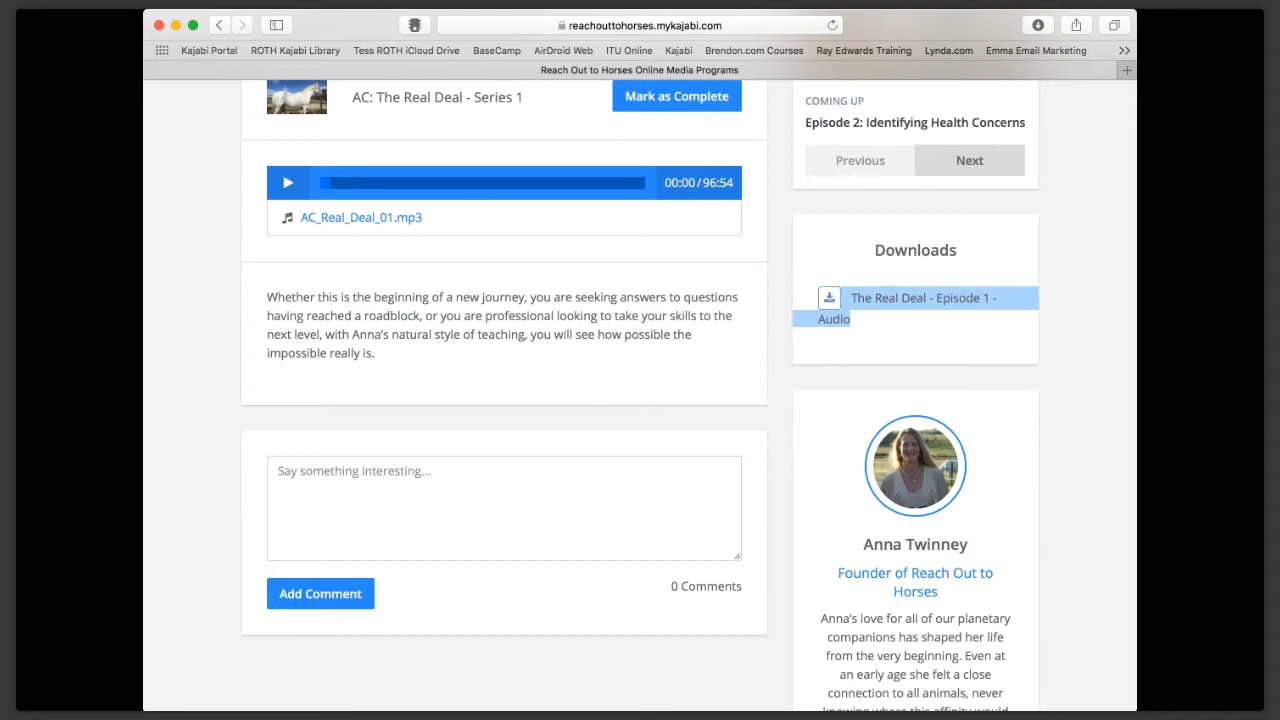 reachouttohorses.mykajabi.com
Kajabi Portal ROTH Kajabi Library Tess ROTH iCloud Drive BaseCamp AirDroid Web ITU Online Kajabi Brendon.com Courses Ray Edwards Training Lynda.com Emma Email Marketing
Reach Out to Horses Online Media Programs
AC: The Real Deal - Series 1
Mark as Complete
00:00/96:54
AC_Real_Deal_01.mp3
Whether this is the beginning of a new journey, you are seeking answers to questions
having reached a roadblock, or you are professional looking to take your skills to the
next level, with Anna's natural style of teaching, you will see how possible the
impossible really is.
Say something interesting...
Add Comment
0 Comments
COMING UP
Episode 2: Identifying Health Concerns
Previous
Next
Downloads
The Real Deal - Episode 1 -
Audio
Anna Twinney
Founder of Reach Out to
Horses
Anna's love for all of our planetary
companions has shaped her life
from the very beginning. Even at
an early age she felt a close
connection to all animals, never
knowing where this affinity would